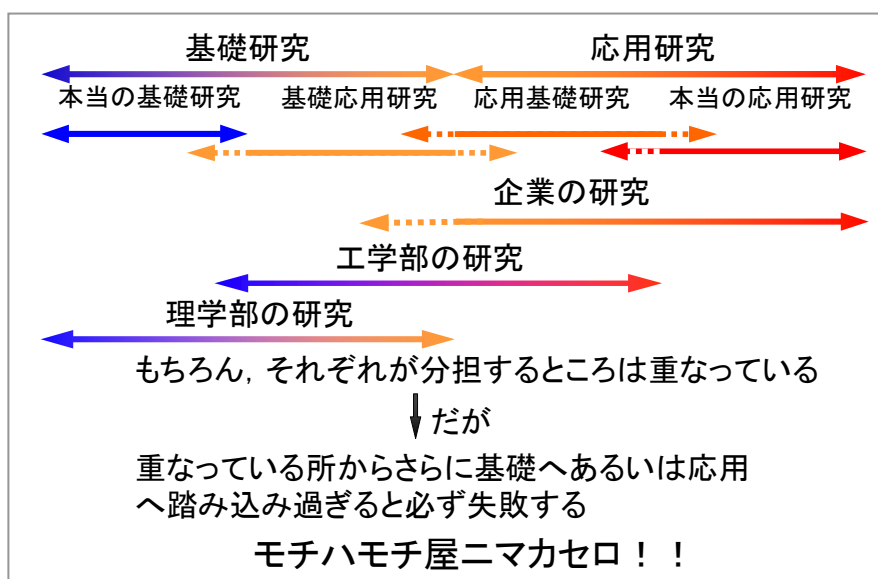 基礎研究 応用研究
本当の基礎研究 基礎応用研究 応用基礎研究 本当の応用研究
企業の研究
工学部の研究
理学部の研究
もちろん，それぞれが分担するところは重なっている
だが
重なっている所からさらに基礎へあるいは応用
へ踏み込み過ぎると必ず失敗する
モチハモチ屋ニマカセロ！！